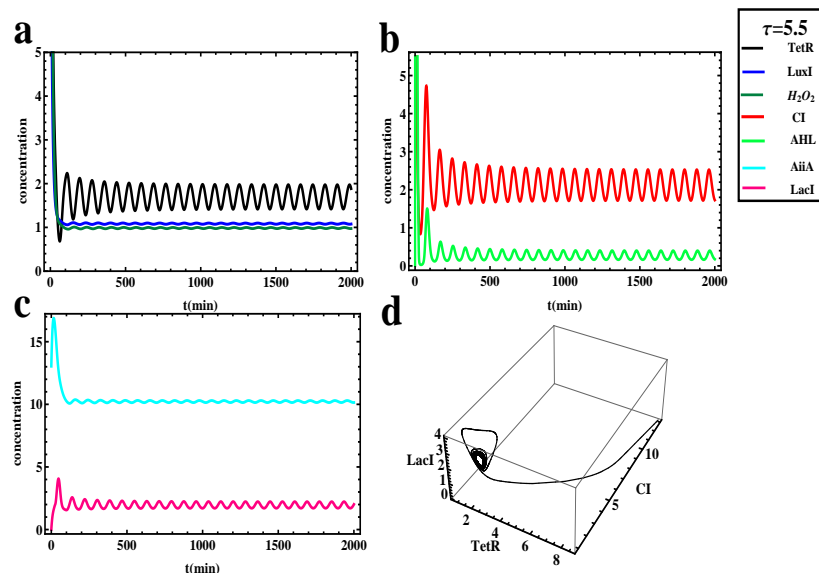 a
5
4
3
2
1
0
concentration
0 500 1000 1500 2000
t(min)
b
5
4
3
2
1
0
concentration
0 500 1000 1500 2000
t(min)
τ=5.5
TetR
LuxI
H2O2
CI
AHL
AiiA
LacI
c
15
10
5
0
concentration
0 500 1000 1500 2000
t(min)
d
4
3
2
1
0
LacI
2
4
6
8
TetR
5
10
CI